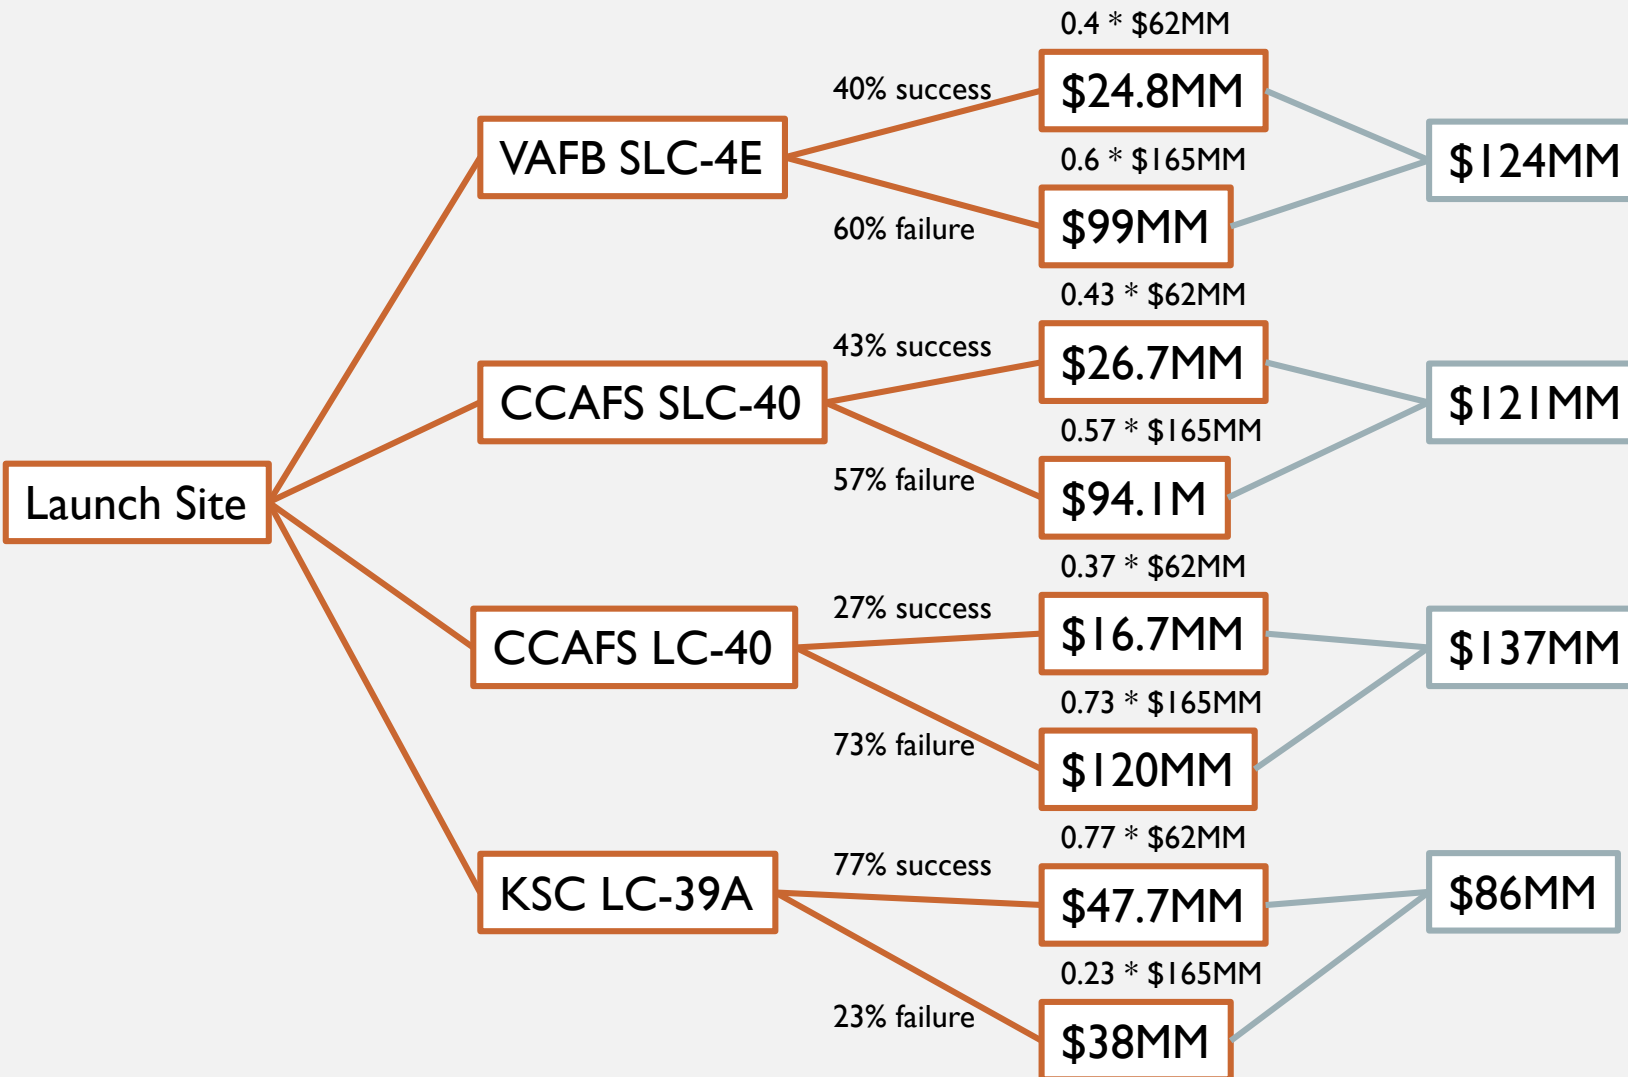 0.4 * $62MM
40% success
$24.8MM
VAFB SLC-4E
0.6 * $165MM
$124MM
60% failure
$99MM
0.43 * $62MM
43% success
$26.7MM
CCAFS SLC-40
0.57 * $165MM
$121MM
57% failure
$94.1M
Launch Site
0.37 * $62MM
27% success
$16.7MM
CCAFS LC-40
0.73 * $165MM
$137MM
73% failure
$120MM
0.77 * $62MM
77% success
$47.7MM
KSC LC-39A
0.23 * $165MM
$86MM
23% failure
$38MM